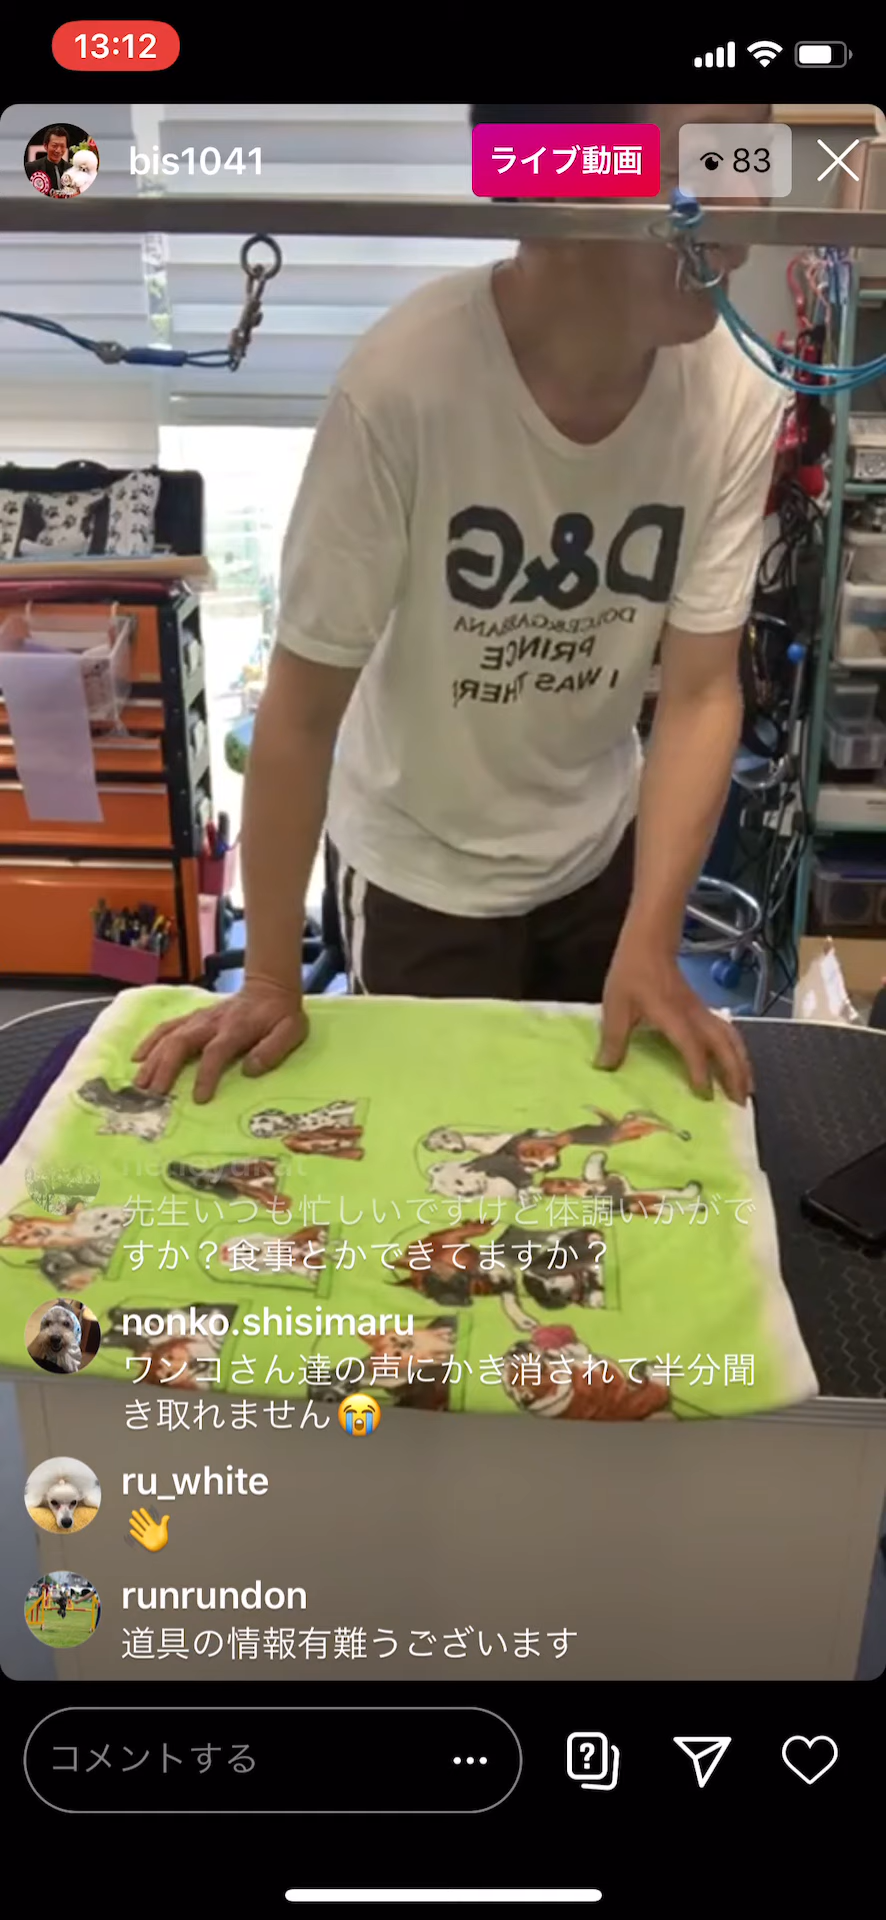 13:12
bis1041
ライブ動画
83
D&G
DOLCE&GABBANA
PRINCE
I WAS THER!
先生いつも忙しいですけど体調いかがで
すか？食事とかできてますか？
nonko.shisimaru
ワンコさん達の声にかき消されて半分聞
き取れません😭
ru_white
👋
runrundon
道具の情報有難うございます
コメントする